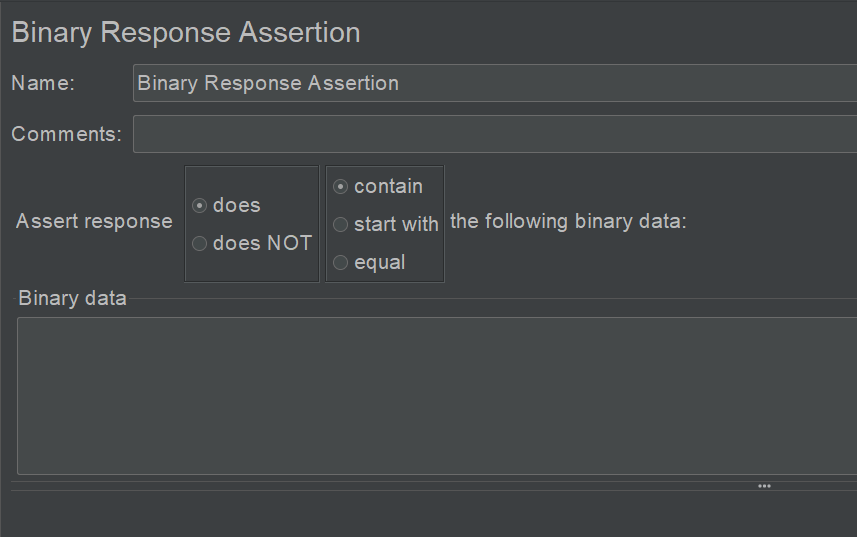 Binary Response Assertion
Name: Binary Response Assertion
Comments:
Assert response does does NOT contain start with equal the following binary data:
Binary data